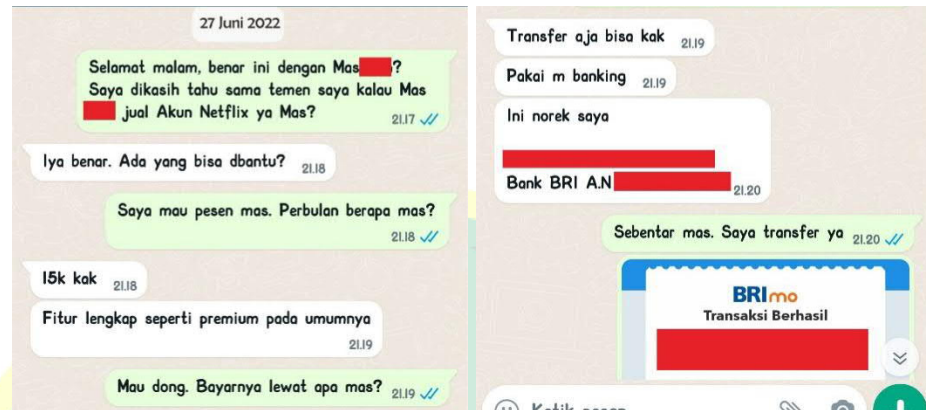 27 Juni 2022
Selamat malam, benar ini dengan Mas ?
Saya dikasih tahu sama temen saya kalau Mas
jual Akun Netflix ya Mas?
21.17
Iya benar. Ada yang bisa dbantu?
21.18
Saya mau pesen mas. Perbulan berapa mas?
21.18
15k kak
21.18
Fitur lengkap seperti premium pada umumnya
21.19
Mau dong. Bayarnya lewat apa mas?
21.19
Transfer aja bisa kak
21.19
Pakai m banking
21.19
Ini norek saya
Bank BRI A.N
21.20
Sebentar mas. Saya transfer ya
21.20
BRImo
Transaksi Berhasil
Ketik pesan